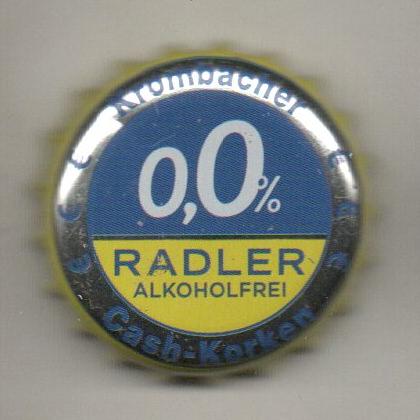 Krombacher
0,0%
RADLER
ALKOHOLFREI
Cash-Korken
€ € €
€ € €